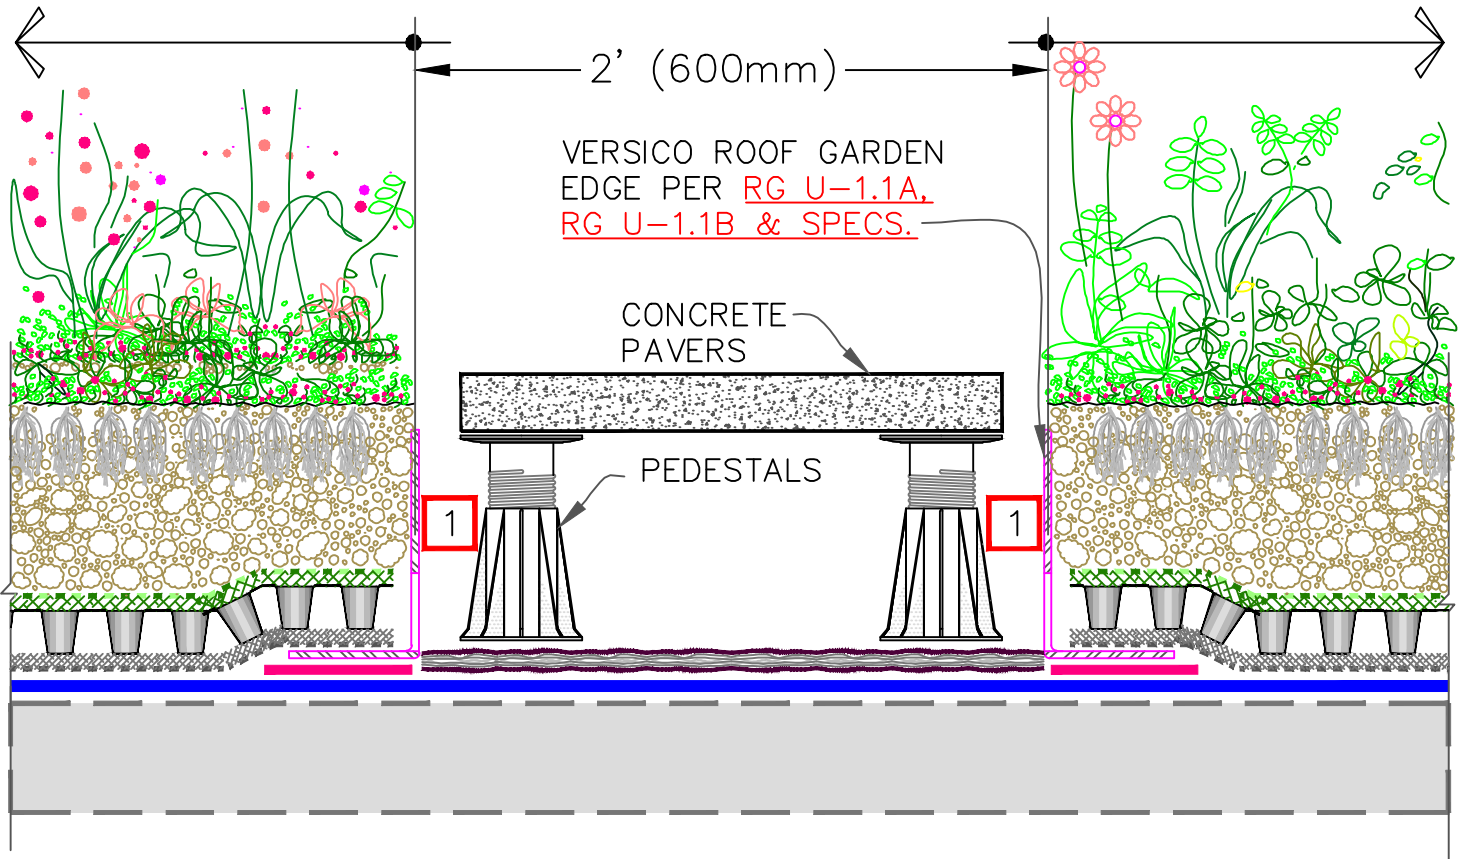 2' (600mm)
VERSICO ROOF GARDEN
EDGE PER RG U-1.1A,
RG U-1.1B & SPECS.
CONCRETE
PAVERS
PEDESTALS
1
1